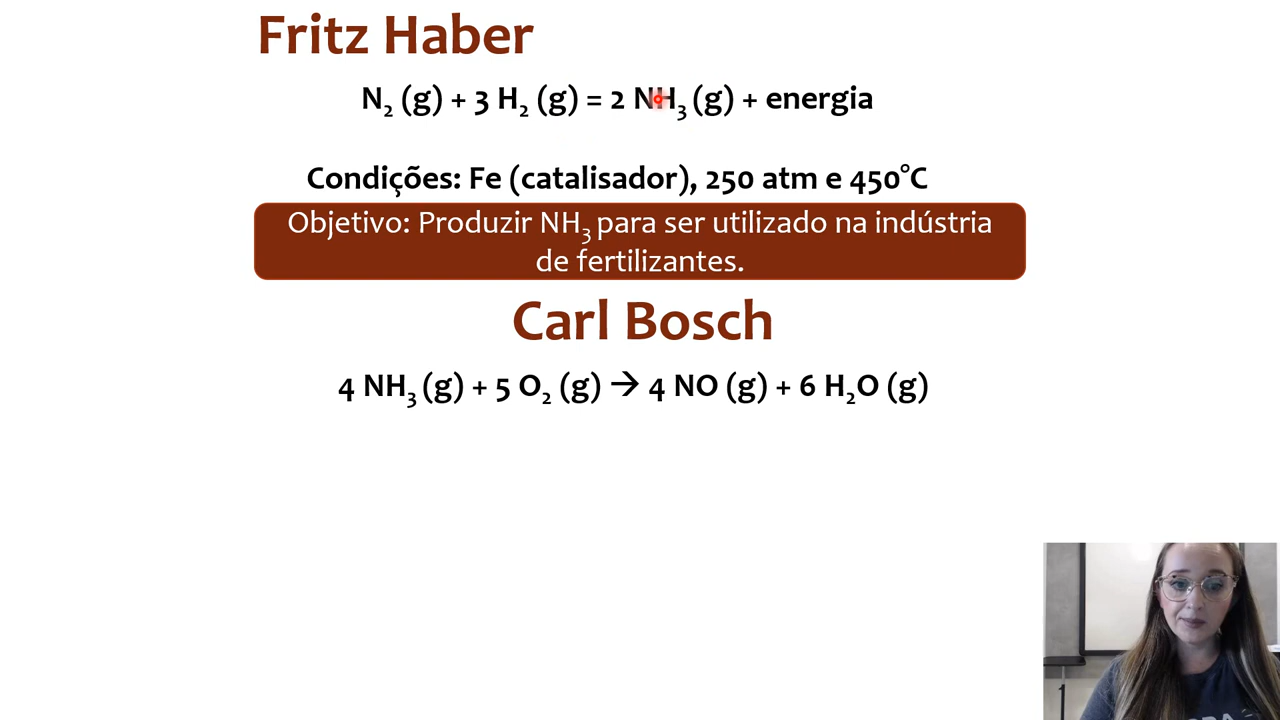 Fritz Haber
N₂ (g) + 3 H₂ (g) = 2 NH₃ (g) + energia
Condições: Fe (catalisador), 250 atm e 450°C
Objetivo: Produzir NH₃ para ser utilizado na indústria
de fertilizantes.
Carl Bosch
4 NH₃ (g) + 5 O₂ (g) → 4 NO (g) + 6 H₂O (g)